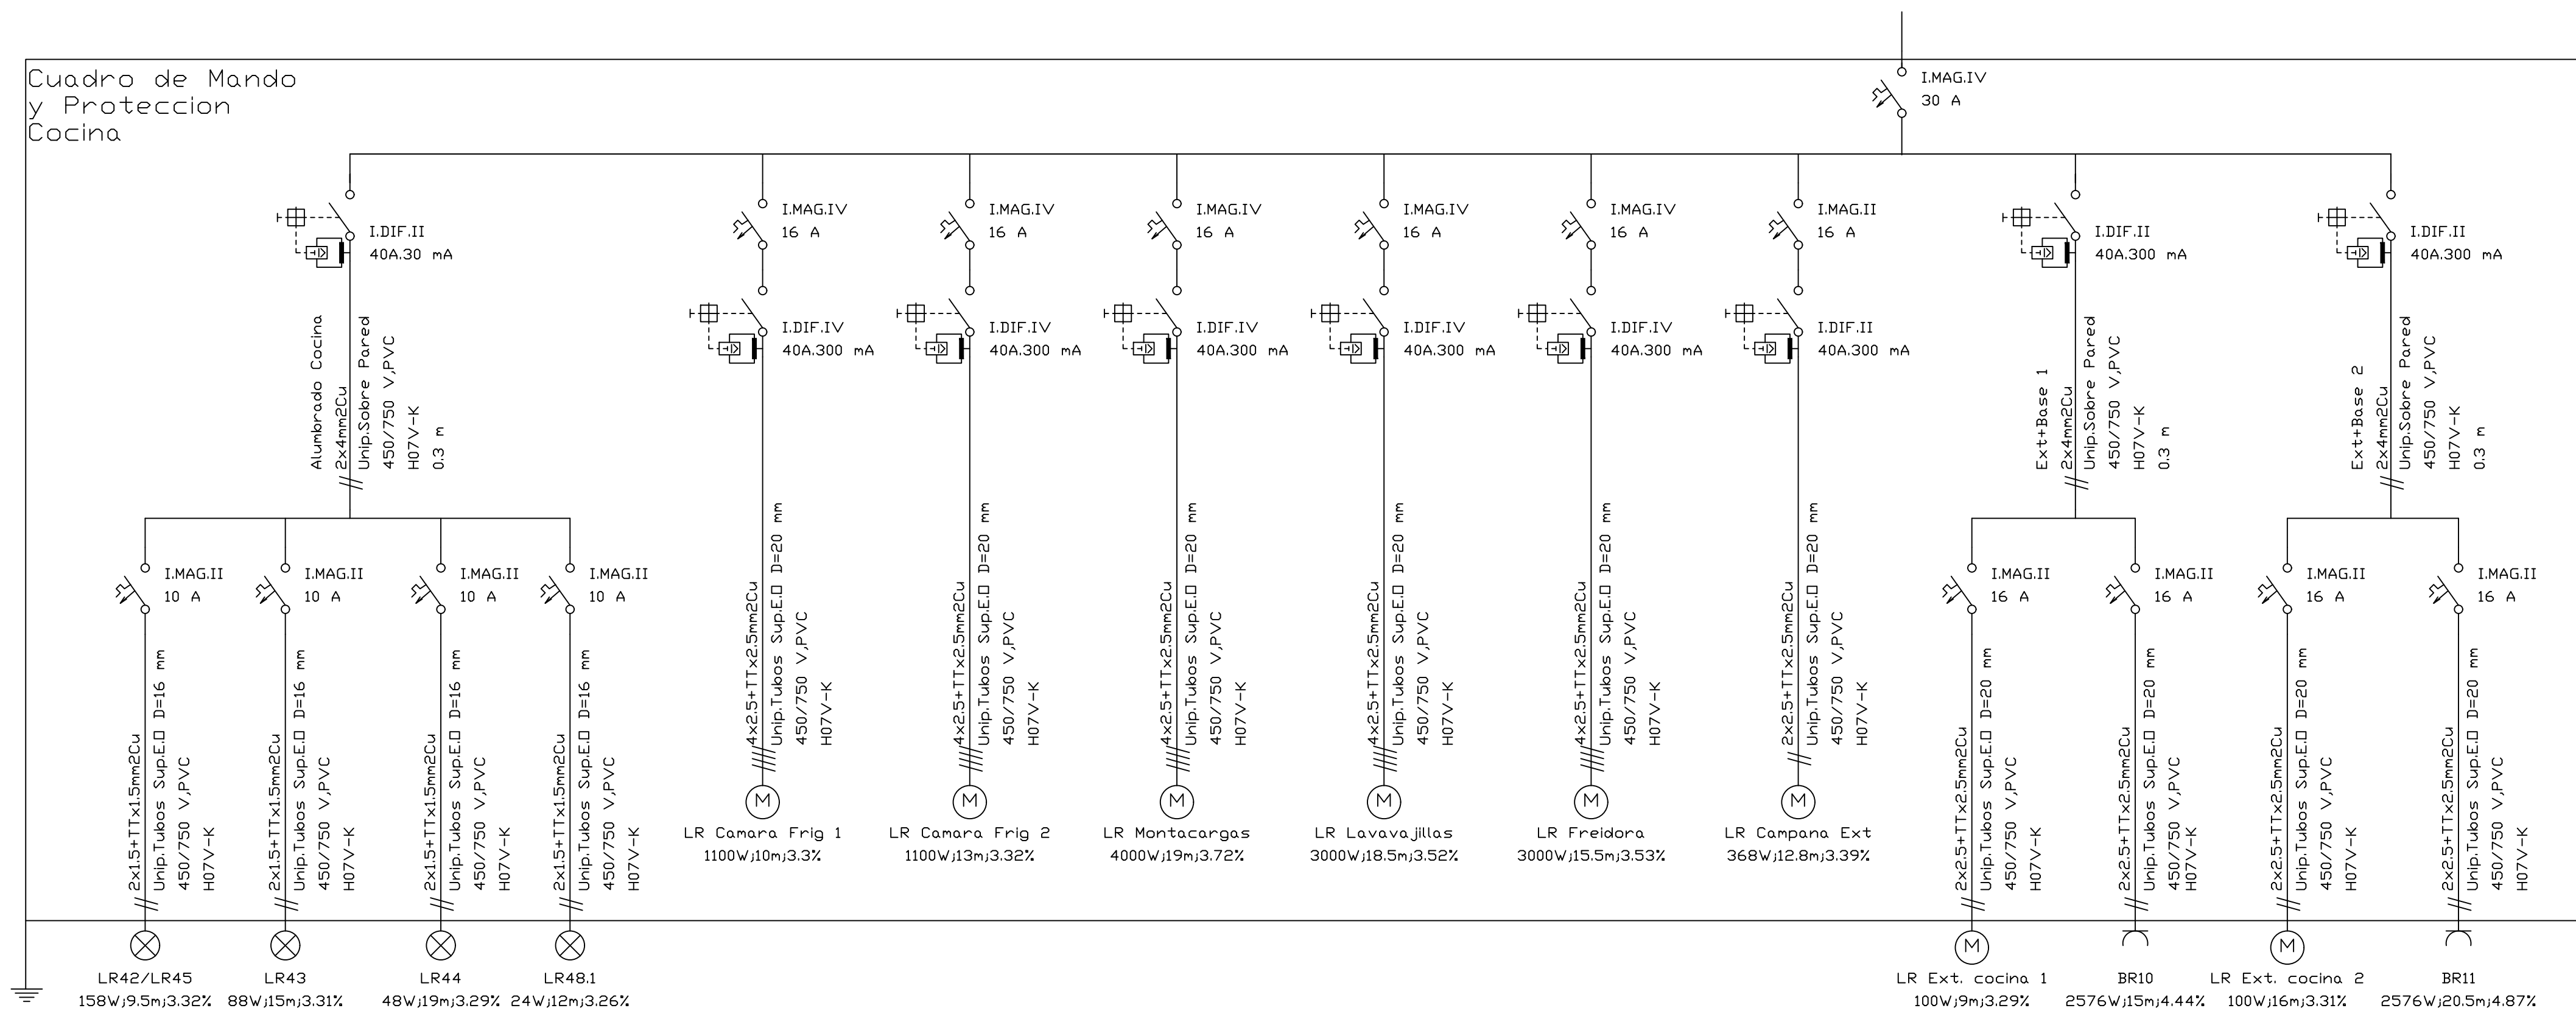 Cuadro de Mando
y Proteccion
Cocina
I.MAG.IV
30 A
I.DIF.II
40A.30 mA
Alumbrado Cocina
2x4mm2Cu
Unip.Sobre Pared
450/750 V,PVC
H07V-K
0.3 m
I.MAG.IV
16 A
I.DIF.IV
40A.300 mA
I.MAG.IV
16 A
I.DIF.IV
40A.300 mA
I.MAG.IV
16 A
I.DIF.IV
40A.300 mA
I.MAG.IV
16 A
I.DIF.IV
40A.300 mA
I.MAG.IV
16 A
I.DIF.IV
40A.300 mA
I.MAG.II
16 A
I.DIF.II
40A.300 mA
I.DIF.II
40A.300 mA
Ext+Base 1
2x4mm2Cu
Unip.Sobre Pared
450/750 V,PVC
H07V-K
0.3 m
I.DIF.II
40A.300 mA
Ext+Base 2
2x4mm2Cu
Unip.Sobre Pared
450/750 V,PVC
H07V-K
0.3 m
I.MAG.II
10 A
2x1.5+TTx1.5mm2Cu
Unip.Tubos Sup.E.□ D=16 mm
450/750 V,PVC
H07V-K
LR42/LR45
158W;9.5m;3.32%
I.MAG.II
10 A
2x1.5+TTx1.5mm2Cu
Unip.Tubos Sup.E.□ D=16 mm
450/750 V,PVC
H07V-K
LR43
88W;15m;3.31%
I.MAG.II
10 A
2x1.5+TTx1.5mm2Cu
Unip.Tubos Sup.E.□ D=16 mm
450/750 V,PVC
H07V-K
LR44
48W;19m;3.29%
I.MAG.II
10 A
2x1.5+TTx1.5mm2Cu
Unip.Tubos Sup.E.□ D=16 mm
450/750 V,PVC
H07V-K
LR48.1
24W;12m;3.26%
4x2.5+TTx2.5mm2Cu
Unip.Tubos Sup.E.□ D=20 mm
450/750 V,PVC
H07V-K
M
LR Camara Frig 1
1100W;10m;3.3%
4x2.5+TTx2.5mm2Cu
Unip.Tubos Sup.E.□ D=20 mm
450/750 V,PVC
H07V-K
M
LR Camara Frig 2
1100W;13m;3.32%
4x2.5+TTx2.5mm2Cu
Unip.Tubos Sup.E.□ D=20 mm
450/750 V,PVC
H07V-K
M
LR Montacargas
4000W;19m;3.72%
4x2.5+TTx2.5mm2Cu
Unip.Tubos Sup.E.□ D=20 mm
450/750 V,PVC
H07V-K
M
LR Lavavajillas
3000W;18.5m;3.52%
4x2.5+TTx2.5mm2Cu
Unip.Tubos Sup.E.□ D=20 mm
450/750 V,PVC
H07V-K
M
LR Freidora
3000W;15.5m;3.53%
2x2.5+TTx2.5mm2Cu
Unip.Tubos Sup.E.□ D=20 mm
450/750 V,PVC
H07V-K
M
LR Campana Ext
368W;12.8m;3.39%
I.MAG.II
16 A
2x2.5+TTx2.5mm2Cu
Unip.Tubos Sup.E.□ D=20 mm
450/750 V,PVC
H07V-K
M
LR Ext. cocina 1
100W;9m;3.29%
I.MAG.II
16 A
2x2.5+TTx2.5mm2Cu
Unip.Tubos Sup.E.□ D=20 mm
450/750 V,PVC
H07V-K
BR10
2576W;15m;4.44%
I.MAG.II
16 A
2x2.5+TTx2.5mm2Cu
Unip.Tubos Sup.E.□ D=20 mm
450/750 V,PVC
H07V-K
M
LR Ext. cocina 2
100W;16m;3.31%
I.MAG.II
16 A
2x2.5+TTx2.5mm2Cu
Unip.Tubos Sup.E.□ D=20 mm
450/750 V,PVC
H07V-K
BR11
2576W;20.5m;4.87%